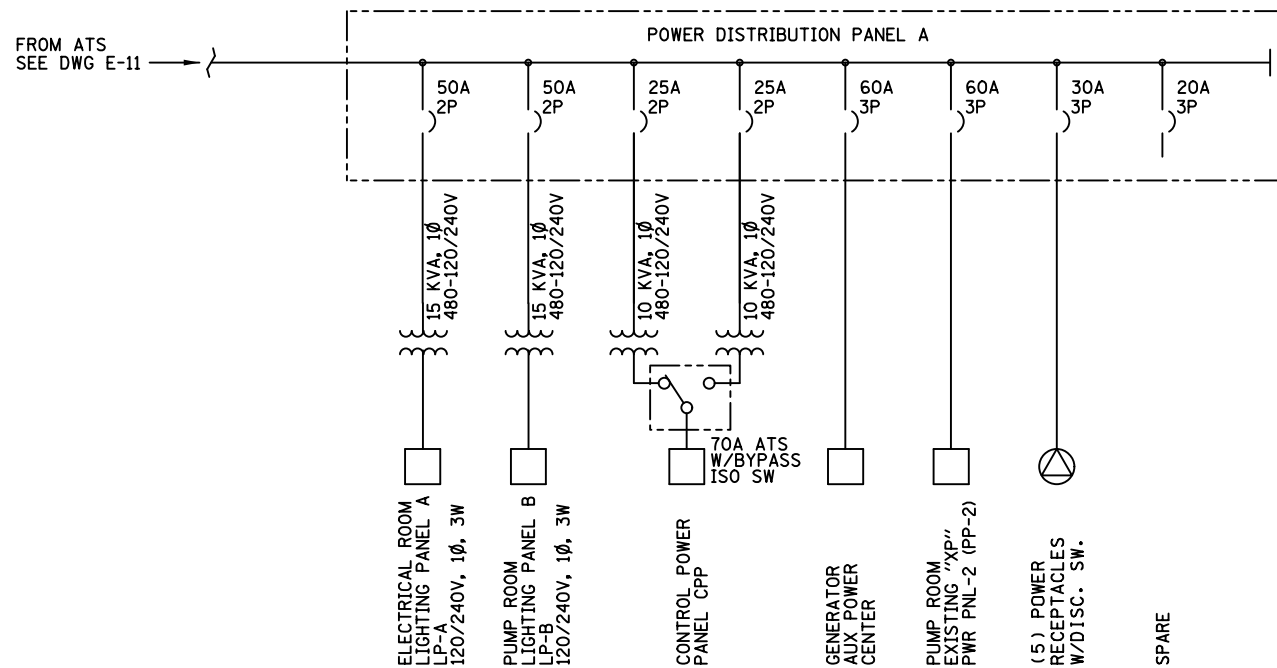 FROM ATS
SEE DWG E-11
POWER DISTRIBUTION PANEL A
50A
2P
50A
2P
25A
2P
25A
2P
60A
3P
60A
3P
30A
3P
20A
3P
15 KVA, 1Ø
480-120/240V
15 KVA, 1Ø
480-120/240V
10 KVA, 1Ø
480-120/240V
10 KVA, 1Ø
480-120/240V
70A ATS
W/BYPASS
ISO SW
ELECTRICAL ROOM
LIGHTING PANEL A
LP-A
120/240V, 1Ø, 3W
PUMP ROOM
LIGHTING PANEL B
LP-B
120/240V, 1Ø, 3W
CONTROL POWER
PANEL CPP
GENERATOR
AUX POWER
CENTER
PUMP ROOM
EXISTING "XP"
PWR PNL-2 (PP-2)
(5) POWER
RECEPTACLES
W/DISC. SW.
SPARE